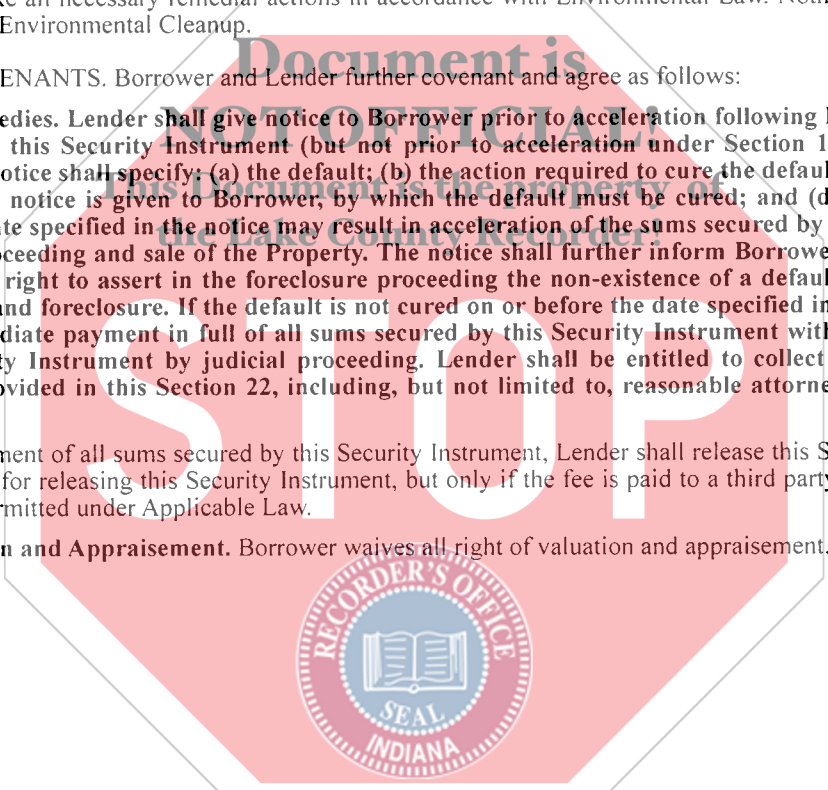 ke all necessary remedial actions in accordance with Environmental Law.
Environmental Cleanup.
Document is
ENANTS. Borrower and Lender further covenant and agree as follows:
NOT OFFICIAL!
edies. Lender shall give notice to Borrower prior to acceleration following
this Security Instrument (but not prior to acceleration under Section 1
otice shall specify: (a) the default; (b) the action required to cure the defaul
This Document is the property of
notice is given to Borrower, by which the default must be cured; and (d
te specified in the notice may result in acceleration of the sums secured by
the Lake County Recorder!
ceeding and sale of the Property. The notice shall further inform Borrowe
right to assert in the foreclosure proceeding the non-existence of a defaul
and foreclosure. If the default is not cured on or before the date specified in
diate payment in full of all sums secured by this Security Instrument with
ty Instrument by judicial proceeding. Lender shall be entitled to collect
vided in this Section 22, including, but not limited to, reasonable attorne
STOP
ment of all sums secured by this Security Instrument, Lender shall release this S
for releasing this Security Instrument, but only if the fee is paid to a third party
rmitted under Applicable Law.
n and Appraisement. Borrower waives all right of valuation and appraisement.
RECORDER'S OFFICE
SEAL
INDIANA